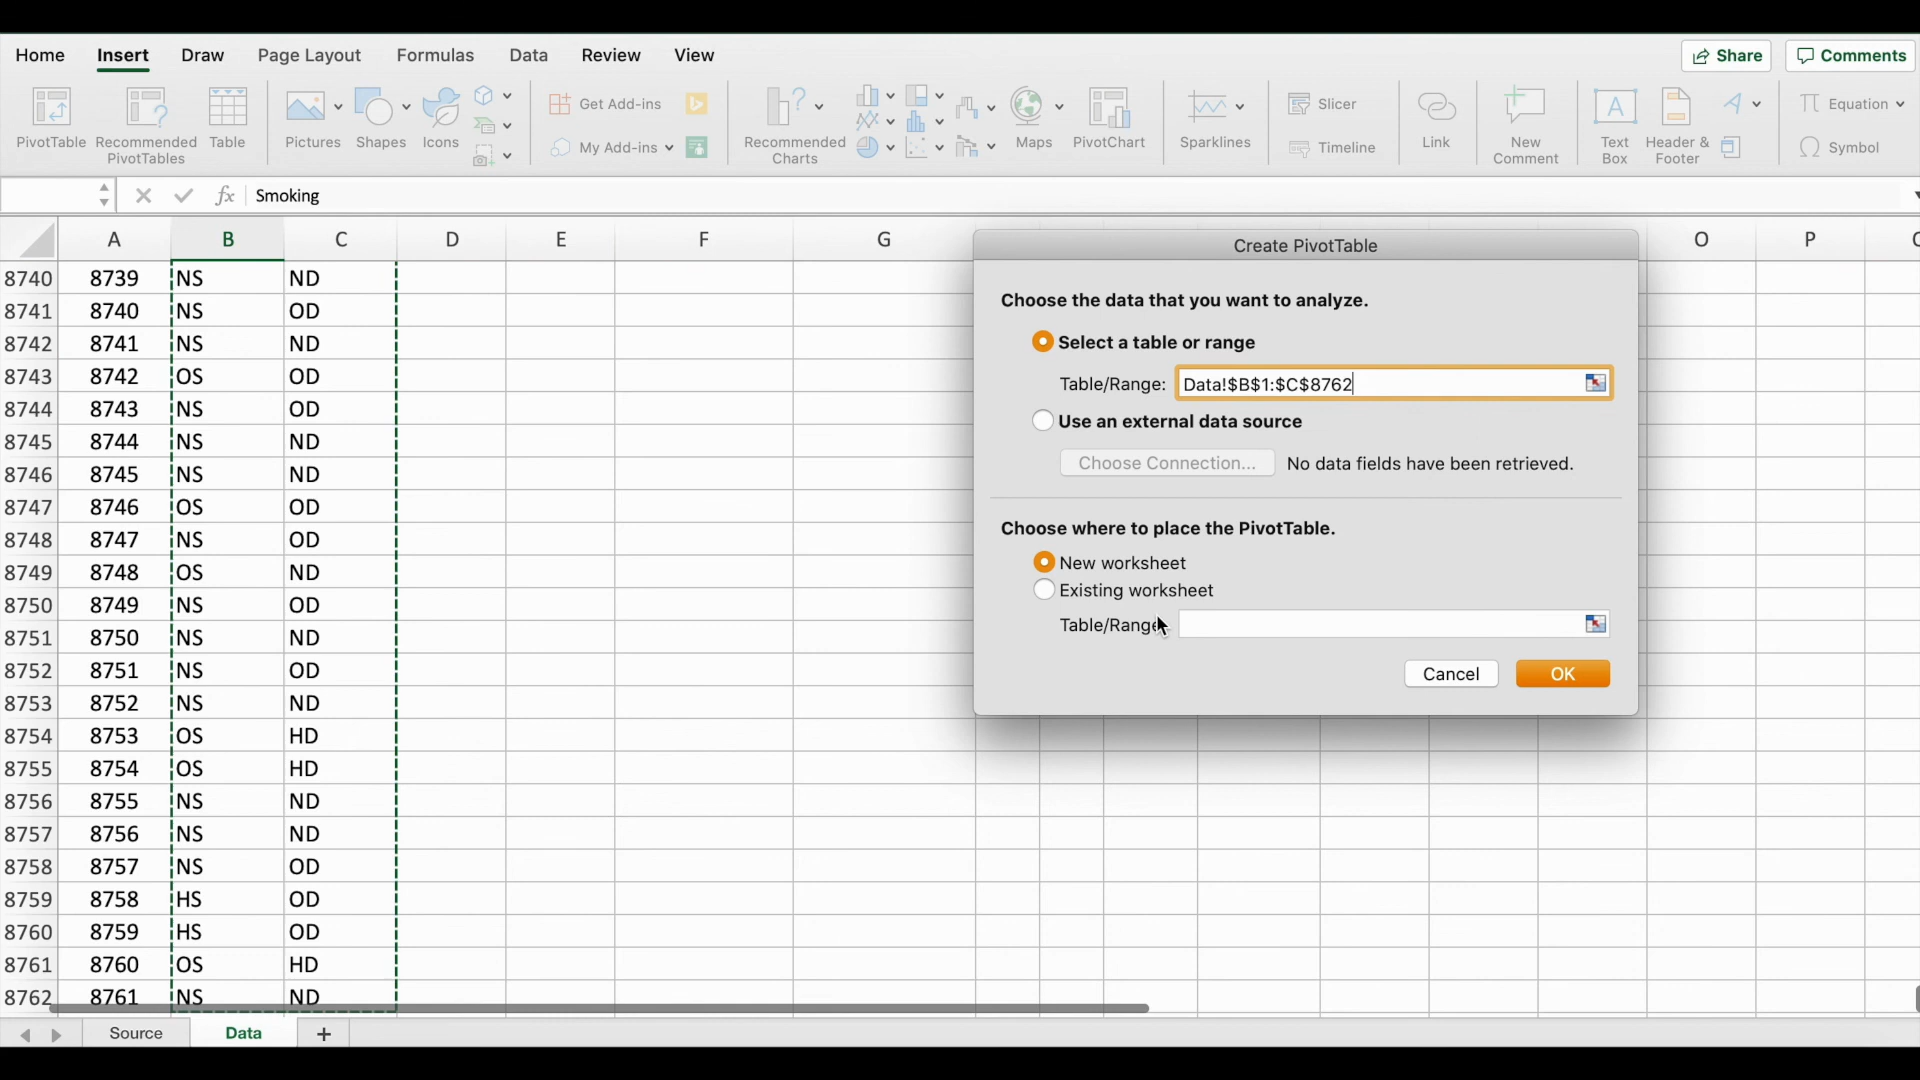 Home Insert Draw Page Layout Formulas Data Review View Share Comments
PivotTable Recommended PivotTables Table Pictures Shapes Icons Get Add-ins My Add-ins Recommended Charts Maps PivotChart Sparklines Slicer Timeline Link New Comment Text Box Header & Footer Equation Symbol
fx Smoking
A B C D E F G O P
8740 8739 NS ND
8741 8740 NS OD
8742 8741 NS ND
8743 8742 OS OD
8744 8743 NS OD
8745 8744 NS ND
8746 8745 NS ND
8747 8746 OS OD
8748 8747 NS OD
8749 8748 OS ND
8750 8749 NS OD
8751 8750 NS ND
8752 8751 NS OD
8753 8752 NS ND
8754 8753 OS HD
8755 8754 OS HD
8756 8755 NS ND
8757 8756 NS ND
8758 8757 NS OD
8759 8758 HS OD
8760 8759 HS OD
8761 8760 OS HD
8762 8761 NS ND
Create PivotTable
Choose the data that you want to analyze.
Select a table or range
Table/Range: Data!$B$1:$C$8762
Use an external data source
Choose Connection... No data fields have been retrieved.
Choose where to place the PivotTable.
New worksheet
Existing worksheet
Table/Range
Cancel OK
Source Data +